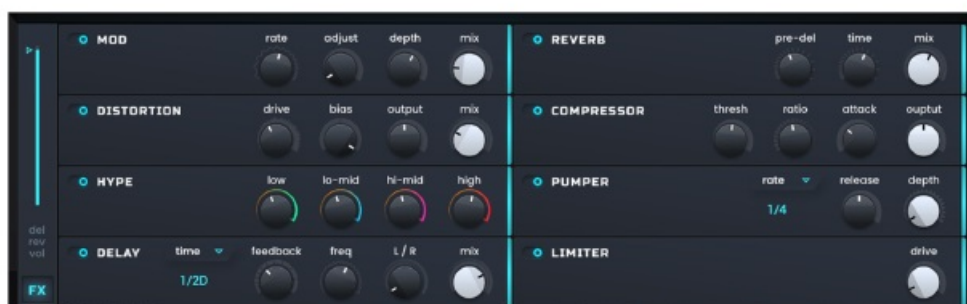 MOD rate adjust depth mix
REVERB pre-del time mix
DISTORTION drive bias output mix
COMPRESSOR thresh ratio attack ouptut
HYPE low lo-mid hi-mid high
PUMPER rate release depth
1/4
del
rev
vol
DELAY time feedback freq L/R mix
1/2D
LIMITER drive
FX